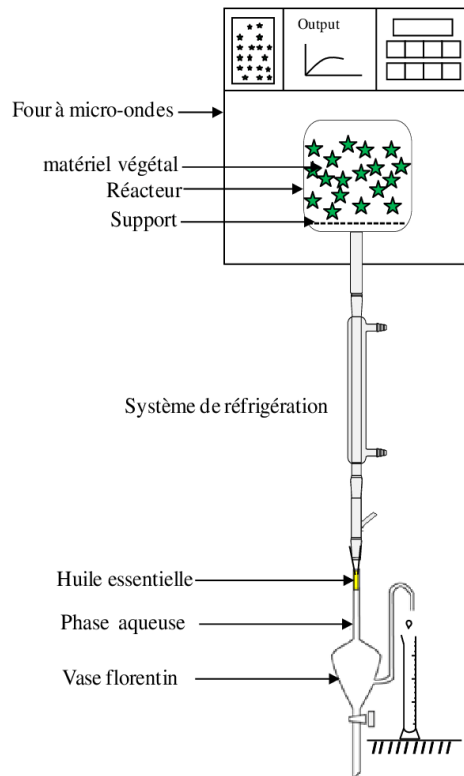 Output
Four à micro-ondes
matériel végétal
Réacteur
Support
Système de réfrigération
Huile essentielle
Phase aqueuse
Vase florentin